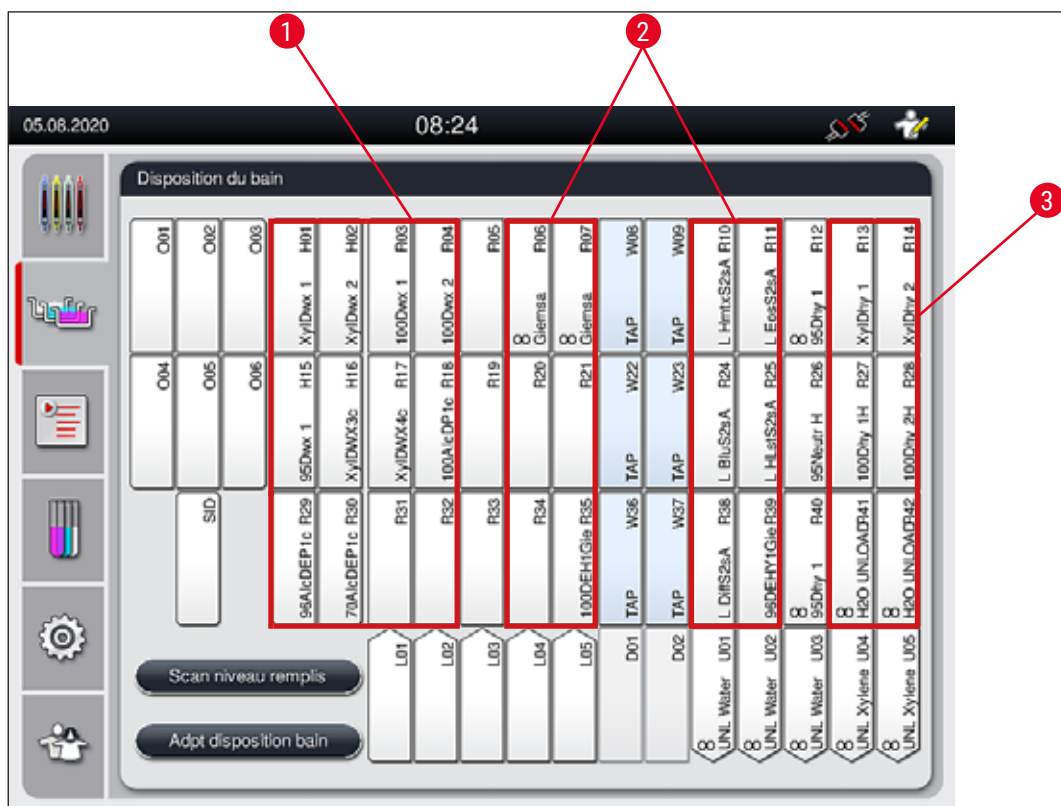 1
2
3
05.08.2020
08:24
Disposition du bain
O01
O02
O03
H01 XylDwx 1
H02 XylDwx 2
R03 100Dwx 1
R04 100Dwx 2
R05
R06 ∞ Giemsa
R07 ∞ Giemsa
W08 TAP
W09 TAP
R10 L HmtxS2sA
R11 L EosS2sA
R12 ∞ 95Dhy 1
R13 XylDhy 1
R14 XylDhy 2
O04
O05
O06
H15 95Dwx 1
H16 XylDWX3c
R17 XylDWX4c
R18 100AlcDP1c
R19
R20
R21
W22 TAP
W23 TAP
R24 L BluS2sA
R25 L HLstS2sA
R26 95Neutr H
R27 100Dhy 1H
R28 100Dhy 2H
SID
R29 96AlcDEP1c
R30 70AlcDEP1c
R31
R32
R33
R34
R35 100DEH1Gie
W36 TAP
W37 TAP
R38 L DiffS2sA
R39 96DEHY1Gie
R40 ∞ 95Dhy 1
R41 ∞ H2O UNLOAD
R42 ∞ H2O UNLOAD
L01
L02
L03
L04
L05
D01
D02
U01 ∞ UNL Water
U02 ∞ UNL Water
U03 ∞ UNL Water
U04 ∞ UNL Xylene
U05 ∞ UNL Xylene
Scan niveau remplis
Adpt disposition bain